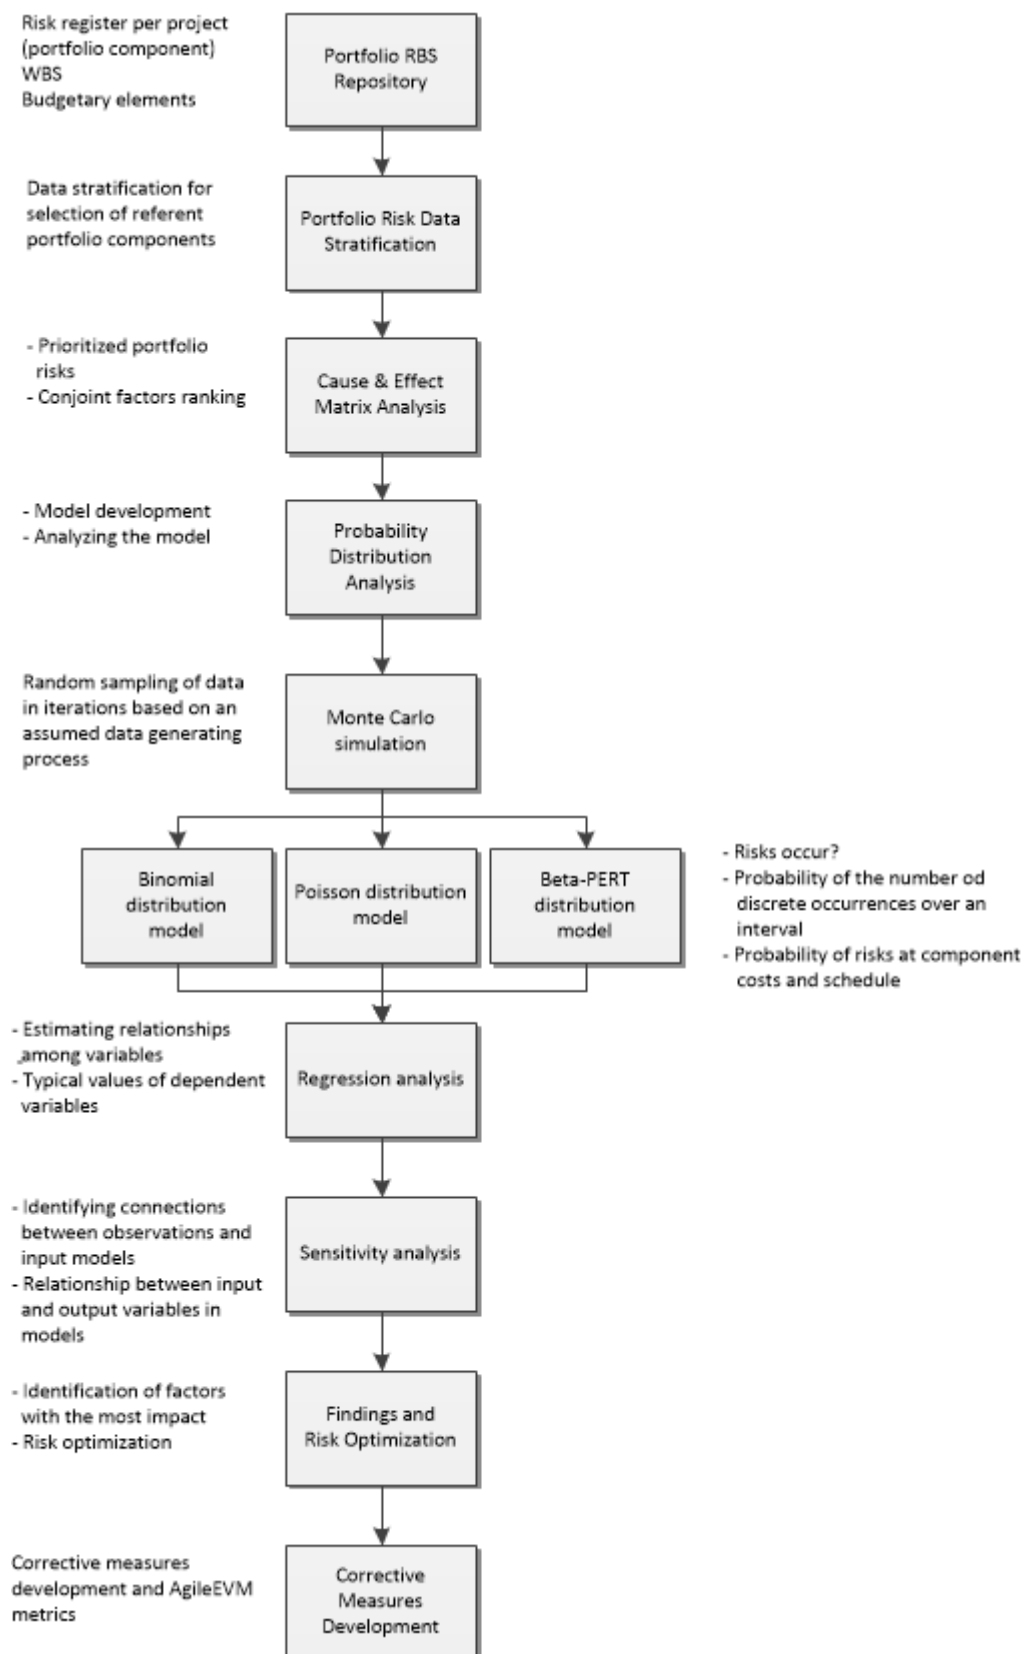 Risk register per project
(portfolio component)
WBS
Budgetary elements
Portfolio RBS
Repository
Data stratification for
selection of referent
portfolio components
Portfolio Risk Data
Stratification
- Prioritized portfolio
risks
- Conjoint factors ranking
Cause & Effect
Matrix Analysis
- Model development
- Analyzing the model
Probability
Distribution
Analysis
Random sampling of data
in iterations based on an
assumed data generating
process
Monte Carlo
simulation
Binomial
distribution
model
Poisson distribution
model
Beta-PERT
distribution
model
- Risks occur?
- Probability of the number od
discrete occurrences over an
interval
- Probability of risks at component
costs and schedule
- Estimating relationships
among variables
- Typical values of dependent
variables
Regression analysis
- Identifying connections
between observations and
input models
- Relationship between input
and output variables in
models
Sensitivity analysis
- Identification of factors
with the most impact
- Risk optimization
Findings and
Risk Optimization
Corrective measures
development and AgileEVM
metrics
Corrective
Measures
Development